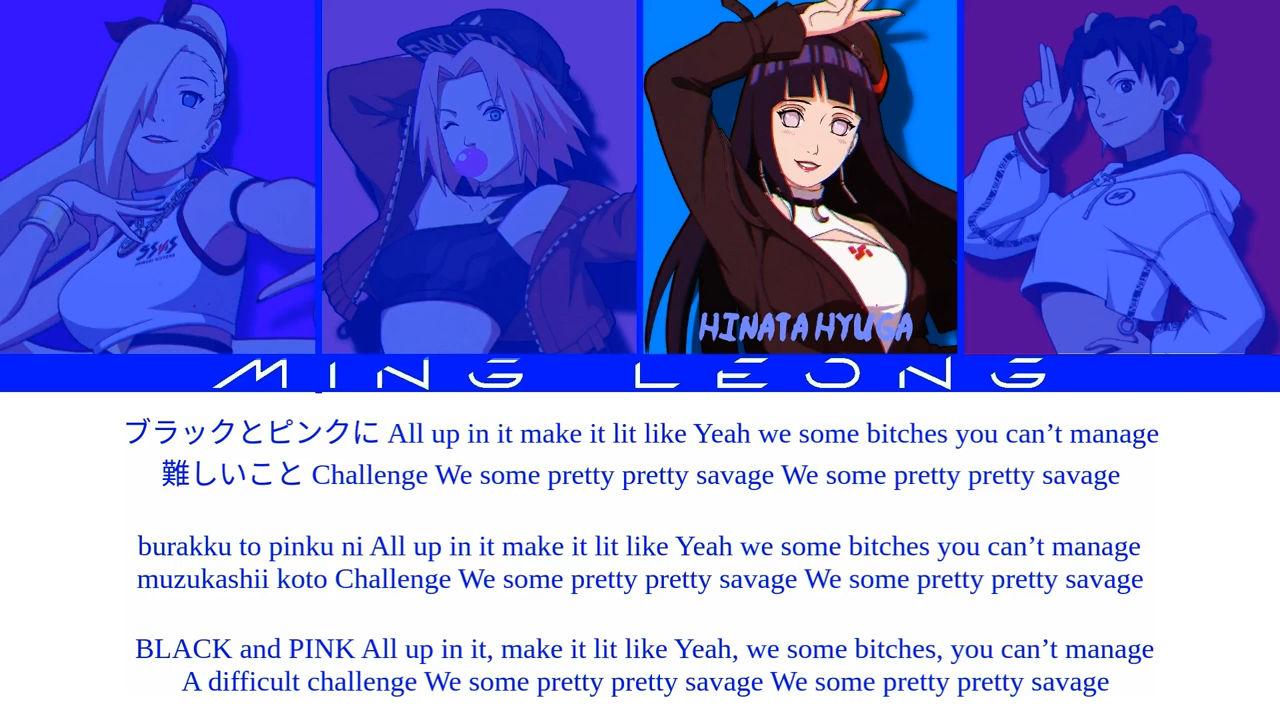 SAKURA
HINATA HYUGA
MING LEONG
ブラックとピンクに All up in it make it lit like Yeah we some bitches you can’t manage
難しいこと Challenge We some pretty pretty savage We some pretty pretty savage
burakku to pinku ni All up in it make it lit like Yeah we some bitches you can’t manage
muzukashii koto Challenge We some pretty pretty savage We some pretty pretty savage
BLACK and PINK All up in it, make it lit like Yeah, we some bitches, you can’t manage
A difficult challenge We some pretty pretty savage We some pretty pretty savage